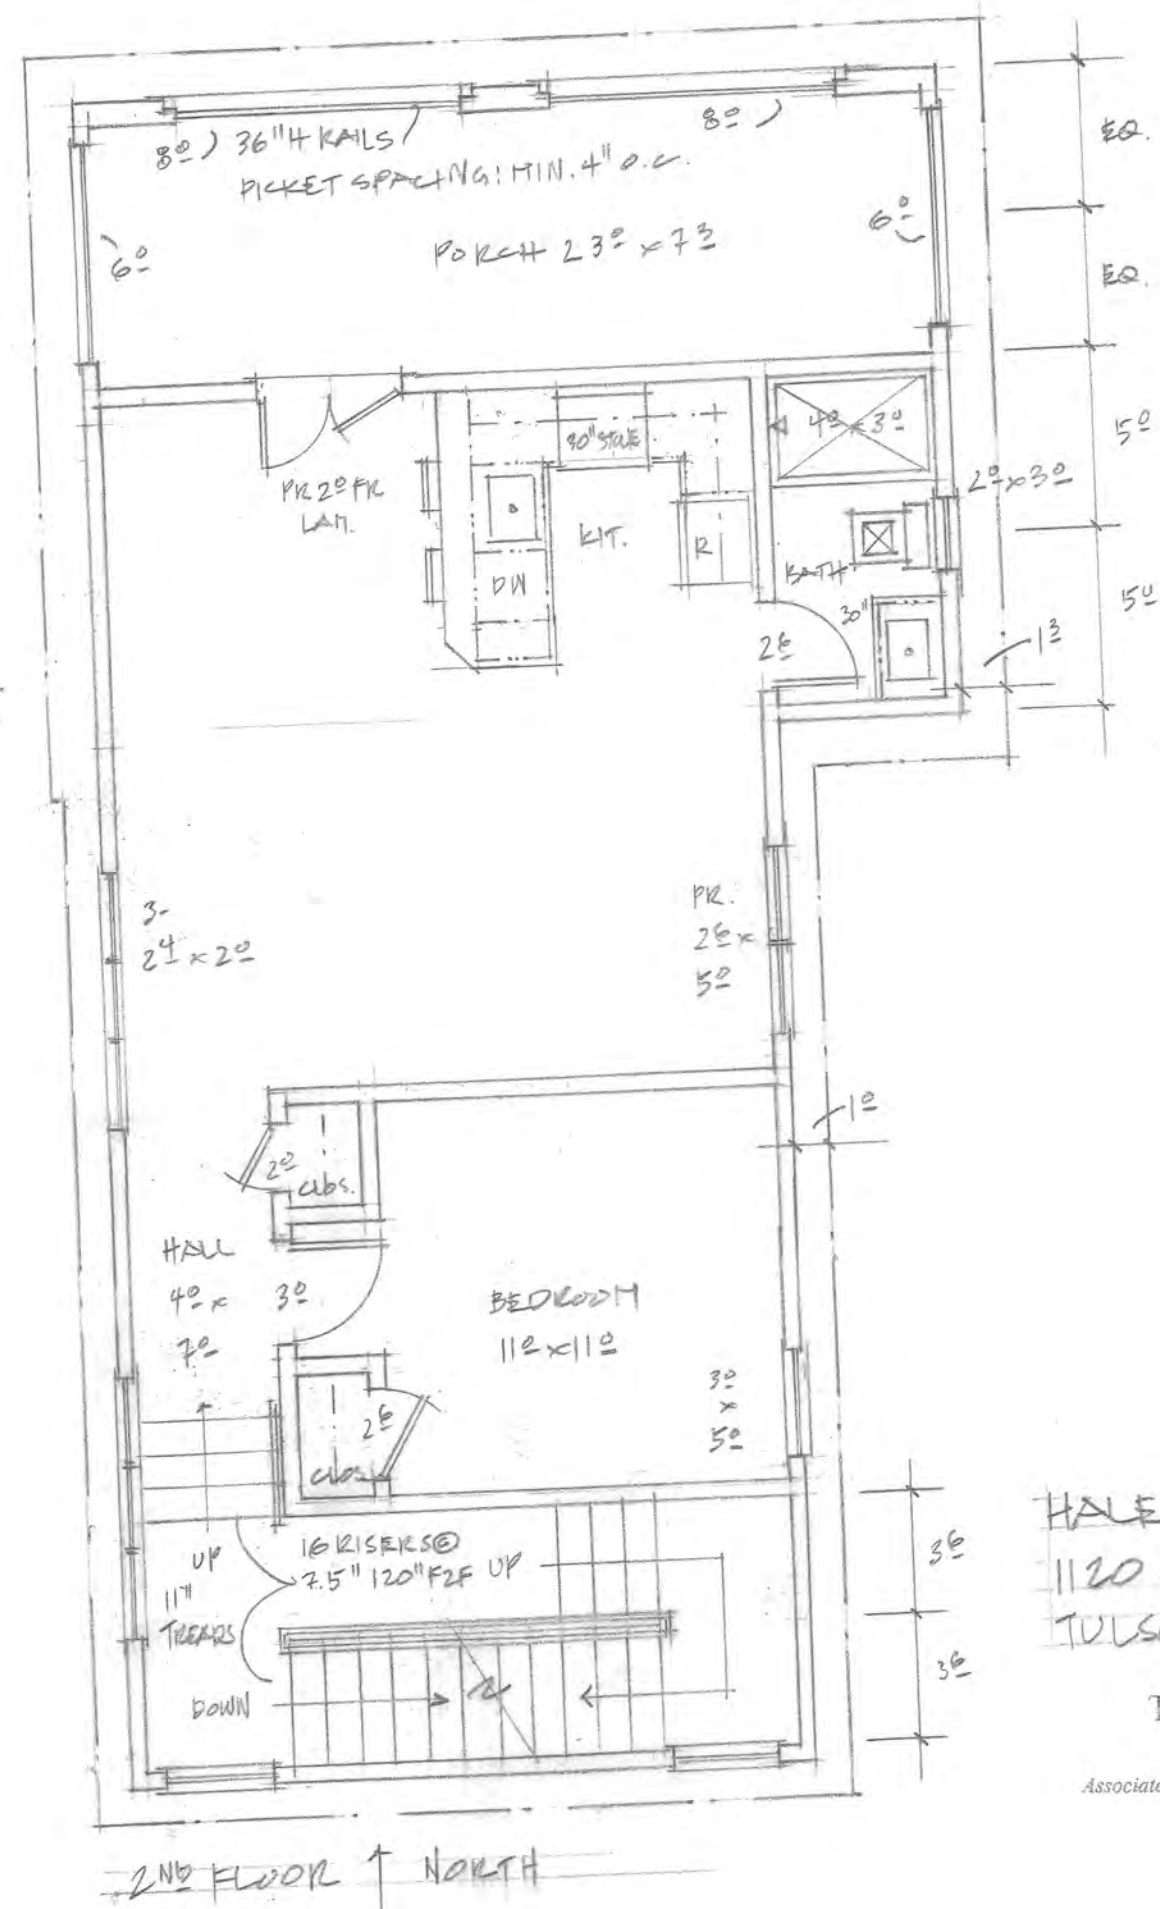 8⁰
36" H RAILS
8⁰
PICKET SPACING: MIN. 4" O.C.
EQ.
6⁰
PORCH 23⁰ x 7³
6⁰
EQ.
30" STOVE
4⁰ x 3⁰
5⁰
PR 2⁰ FR
LAM.
2⁰ x 3⁰
KIT.
R
DW
BATH
30"
5⁰
2⁶
1³
3-
2⁴ x 2⁰
PR.
2⁶ x
5⁰
1⁰
2⁰
CLOS.
HALL
4⁰ x
7⁰
3⁰
BEDROOM
11⁰ x 11⁰
3⁰
x
5⁰
2⁶
CLOS.
UP
11"
TREADS
16 RISERS @
7.5" 120" F2F UP
3⁶
HALE
1120
TULSA
3⁶
DOWN
Associate
2ND FLOOR NORTH